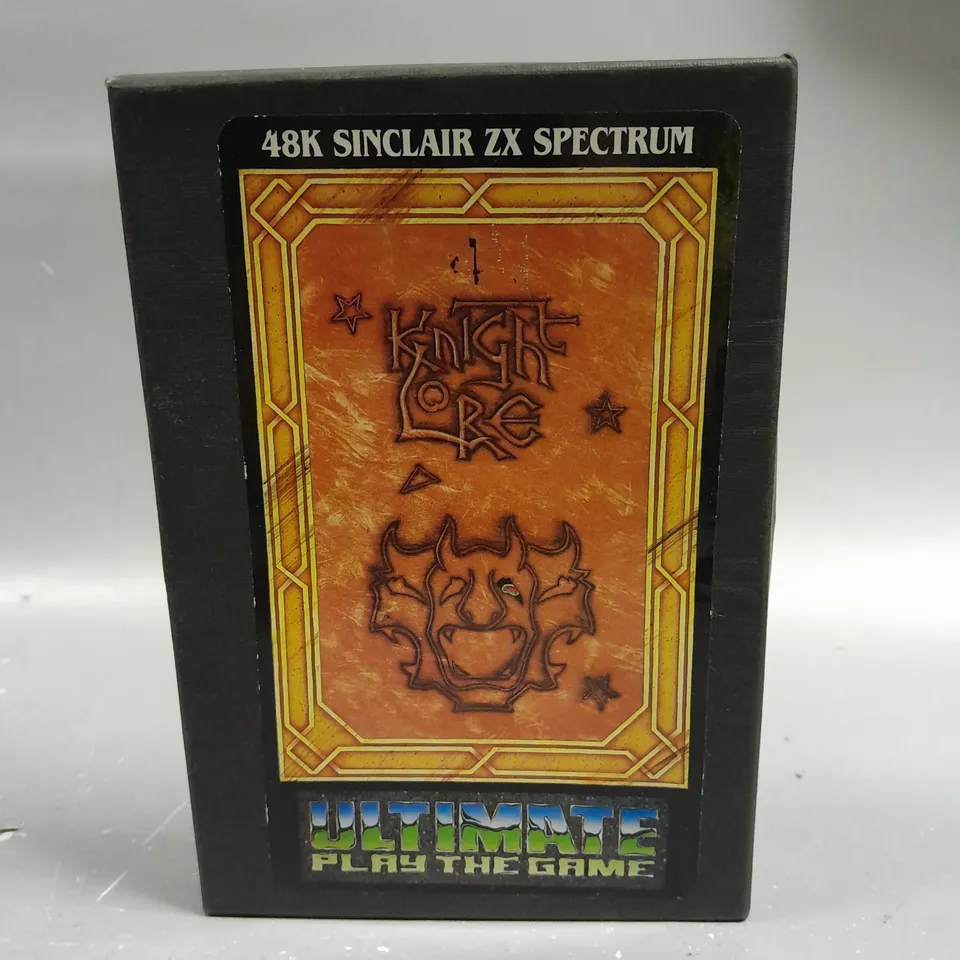 48K SINCLAIR ZX SPECTRUM
KNIGHT
LORE
ULTIMATE
PLAY THE GAME